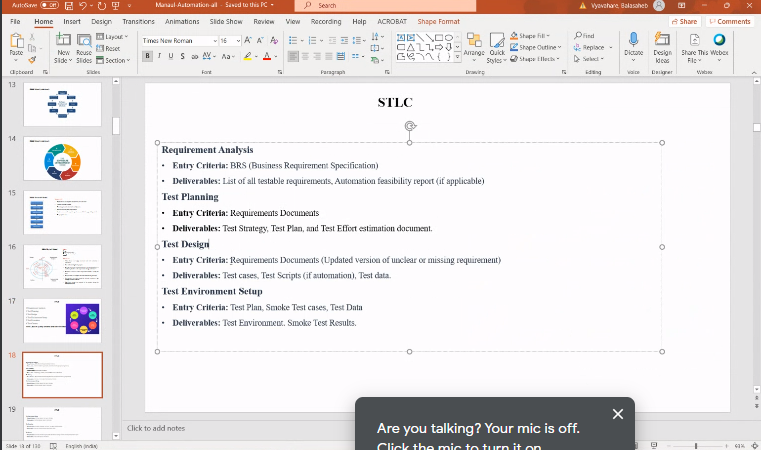 AutoSave Off Manual-Automation-all - Saved to this PC Search Vyavahare, Balasaheb
File Home Insert Design Transitions Animations Slide Show Review View Recording Help ACROBAT Shape Format Share Comments
Paste New Slide Reuse Slides Layout Reset Section
Times New Roman 16
B I U S ab AV Aa A
Arrange Quick Styles Shape Fill Shape Outline Shape Effects
Find Replace Select
Dictate Design Ideas Share This File Webex
Clipboard Slides Font Paragraph Drawing Editing Voice Designer Webex
13
14
15
16
17
18
19
STLC
Requirement Analysis
• Entry Criteria: BRS (Business Requirement Specification)
• Deliverables: List of all testable requirements, Automation feasibility report (if applicable)
Test Planning
• Entry Criteria: Requirements Documents
• Deliverables: Test Strategy, Test Plan, and Test Effort estimation document.
Test Design
• Entry Criteria: Requirements Documents (Updated version of unclear or missing requirement)
• Deliverables: Test cases, Test Scripts (if automation), Test data.
Test Environment Setup
• Entry Criteria: Test Plan, Smoke Test cases, Test Data
• Deliverables: Test Environment. Smoke Test Results.
Click to add notes
Are you talking? Your mic is off.
Click the mic to turn it on
Slide 18 of 130 English (India) 93%